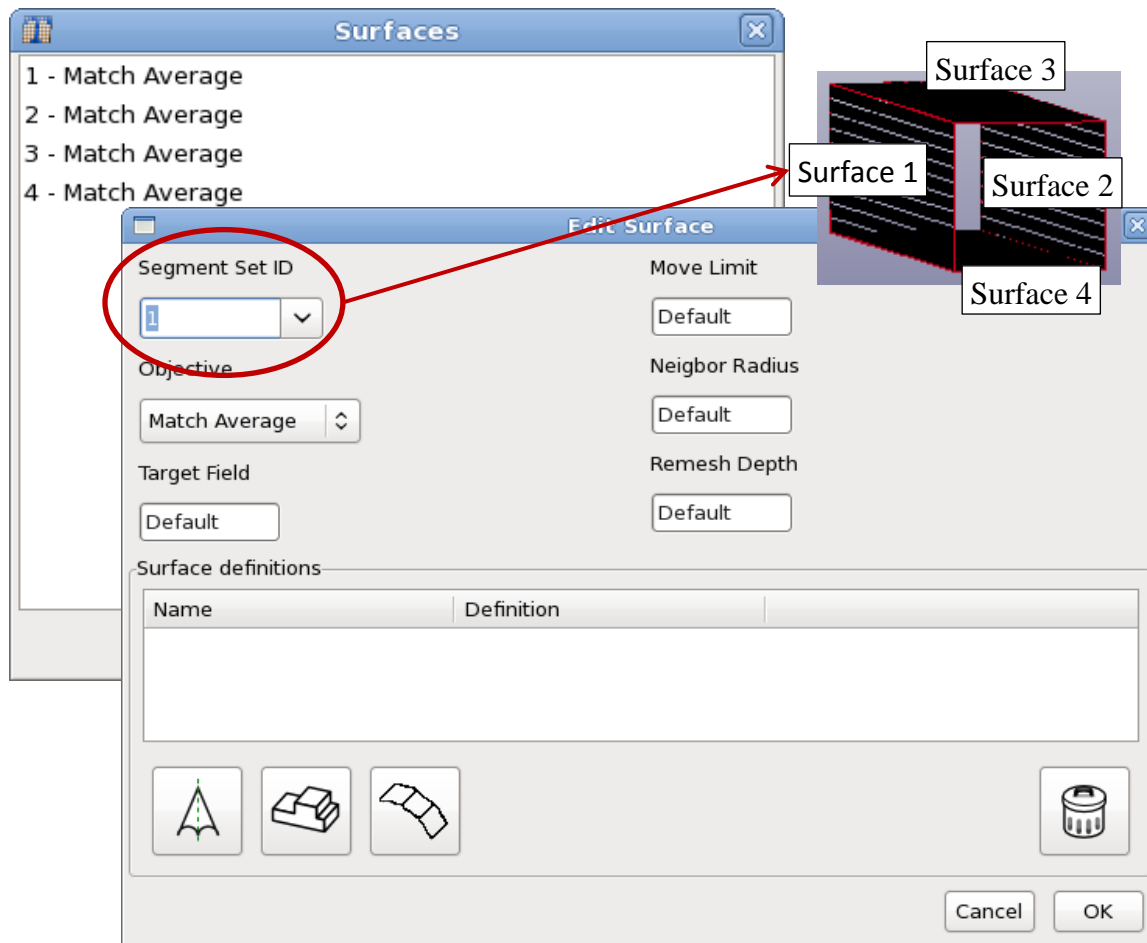 Surfaces
1 - Match Average
2 - Match Average
3 - Match Average
4 - Match Average
Surface 3
Surface 1
Surface 2
Surface 4
Edit Surface
Segment Set ID
1
Objective
Match Average
Target Field
Default
Move Limit
Default
Neigbor Radius
Default
Remesh Depth
Default
Surface definitions
Name Definition
Cancel OK